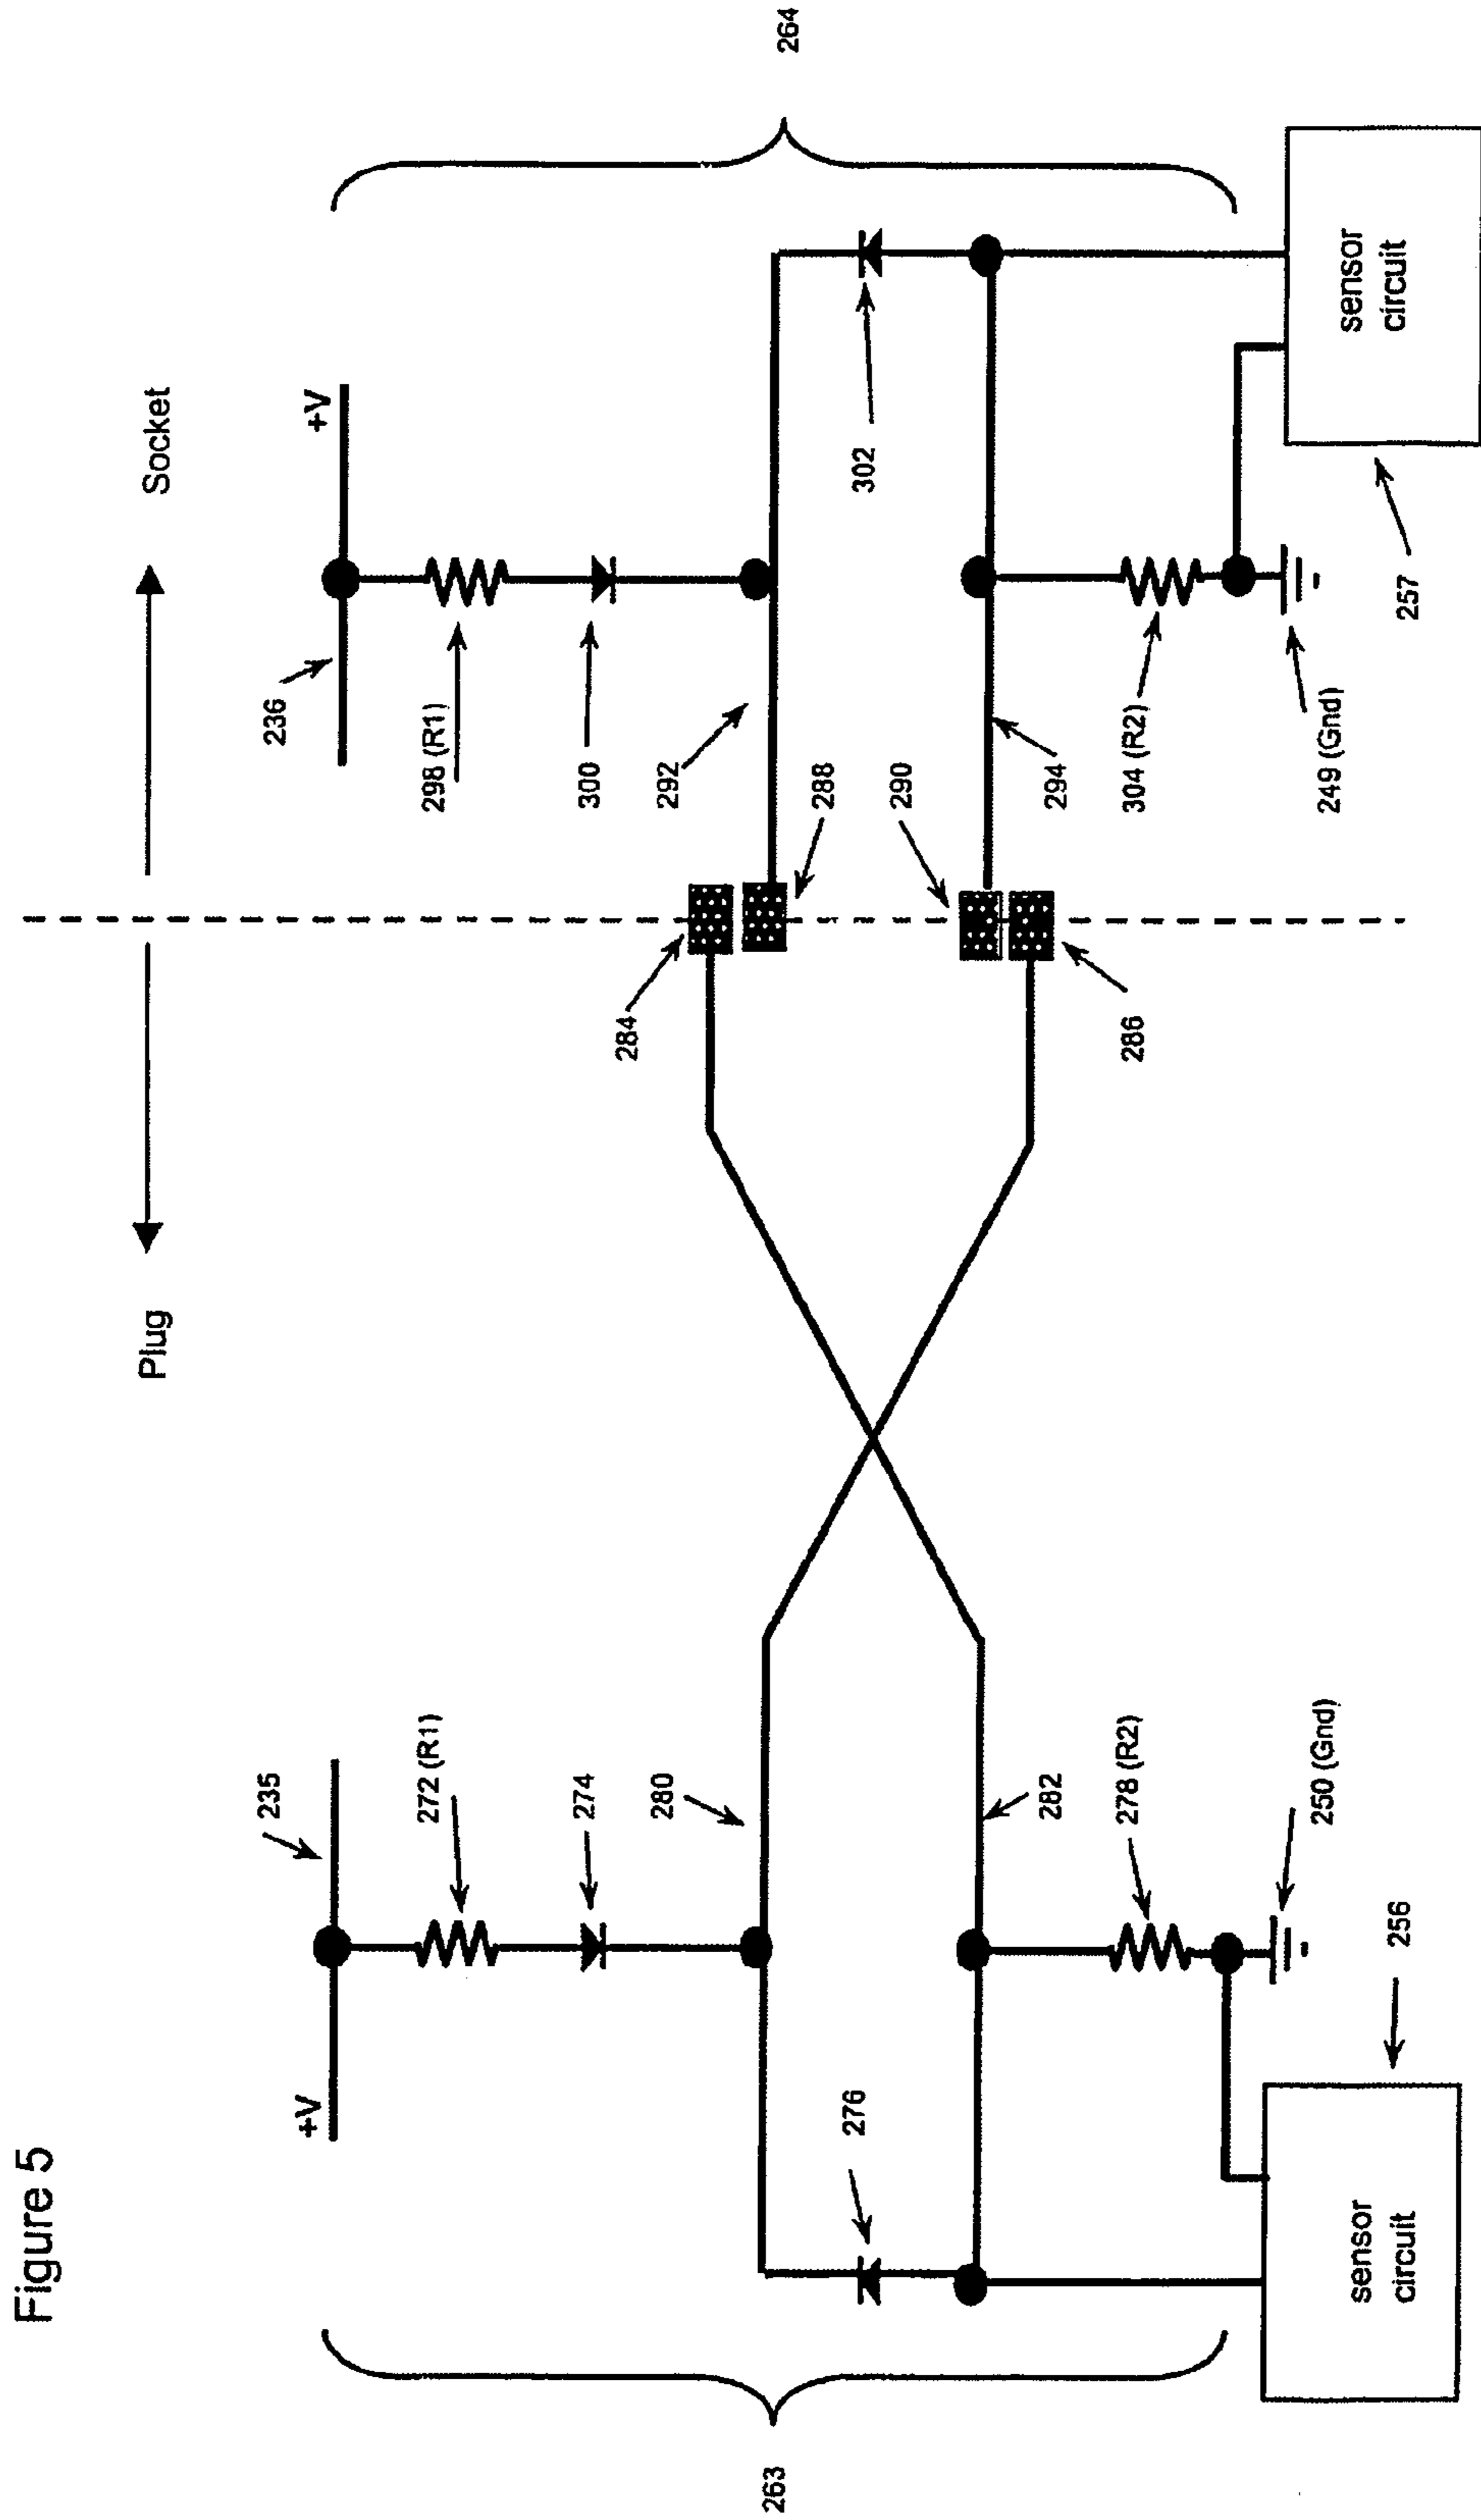 Figure 5
Plug
Socket
+V
235
236
+V
272 (R1)
298 (R1)
274
300
280
284
292
288
263
264
276
302
290
282
294
278 (R2)
286
304 (R2)
250 (Gnd)
249 (Gnd)
sensor
circuit
256
257
sensor
circuit